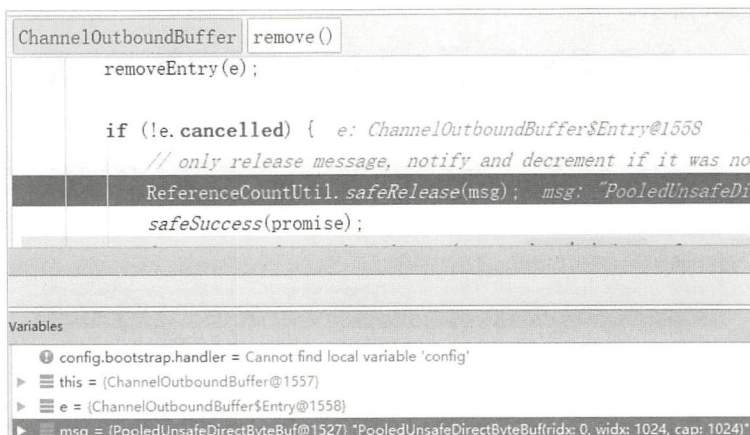 ChannelOutboundBuffer remove()
removeEntry(e);
if (!e.cancelled) { e: ChannelOutboundBuffer$Entry@1558
// only release message, notify and decrement if it was no
ReferenceCountUtil.safeRelease(msg); msg: "PooledUnsafeDi
safeSuccess(promise);
Variables
config.bootstrap.handler = Cannot find local variable 'config'
this = {ChannelOutboundBuffer@1557}
e = {ChannelOutboundBuffer$Entry@1558}
msg = {PooledUnsafeDirectByteBuf@1527} "PooledUnsafeDirectByteBuf(ridx: 0, widx: 1024, cap: 1024)"